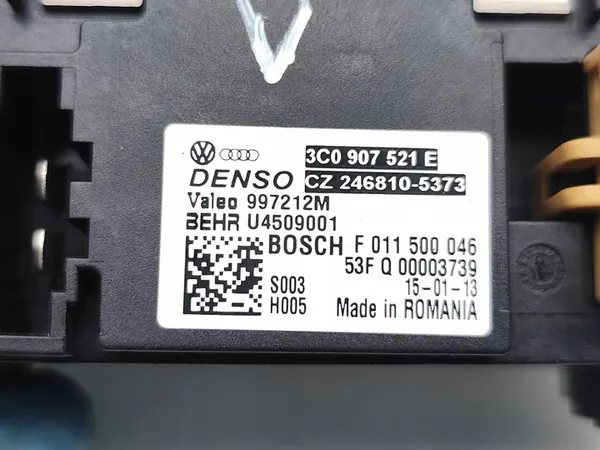 3C0 907 521 E
DENSO CZ 246810-5373
Valeo 997212M
BEHR U4509001
BOSCH F 011 500 046
53F Q 00003739
S003 15-01-13
H005 Made in ROMANIA